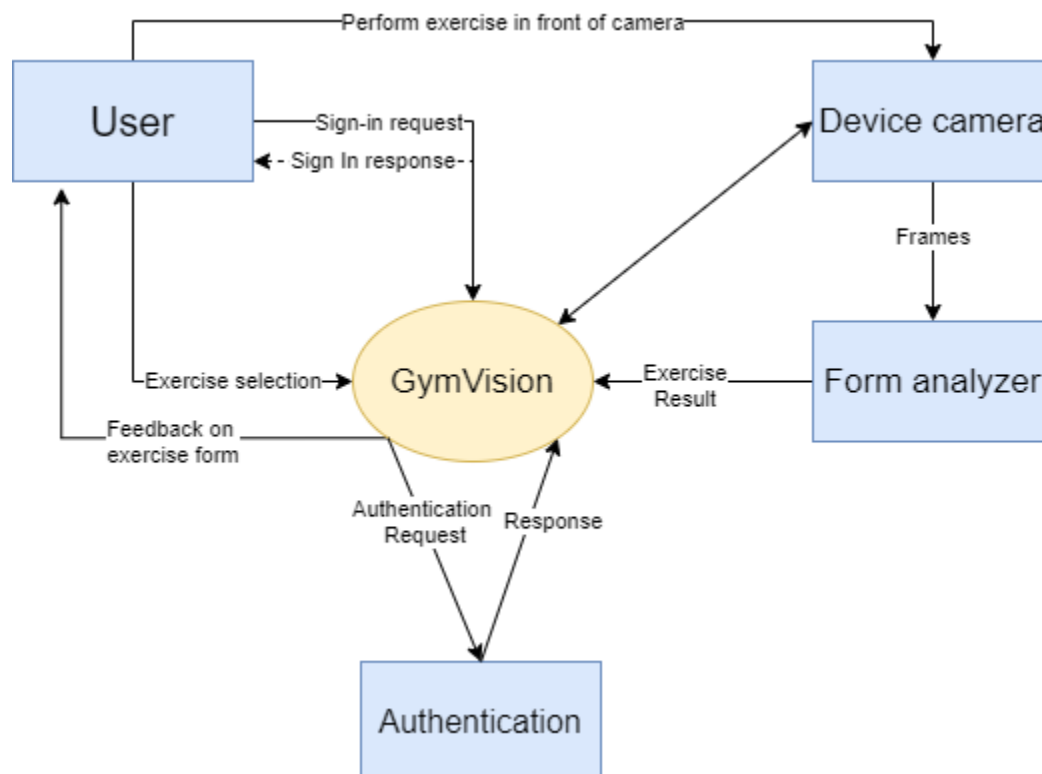 Perform exercise in front of camera
User
Device camera
Sign-in request
Sign In response
Frames
Exercise selection
GymVision
Exercise
Result
Form analyzer
Feedback on
exercise form
Authentication
Request
Response
Authentication